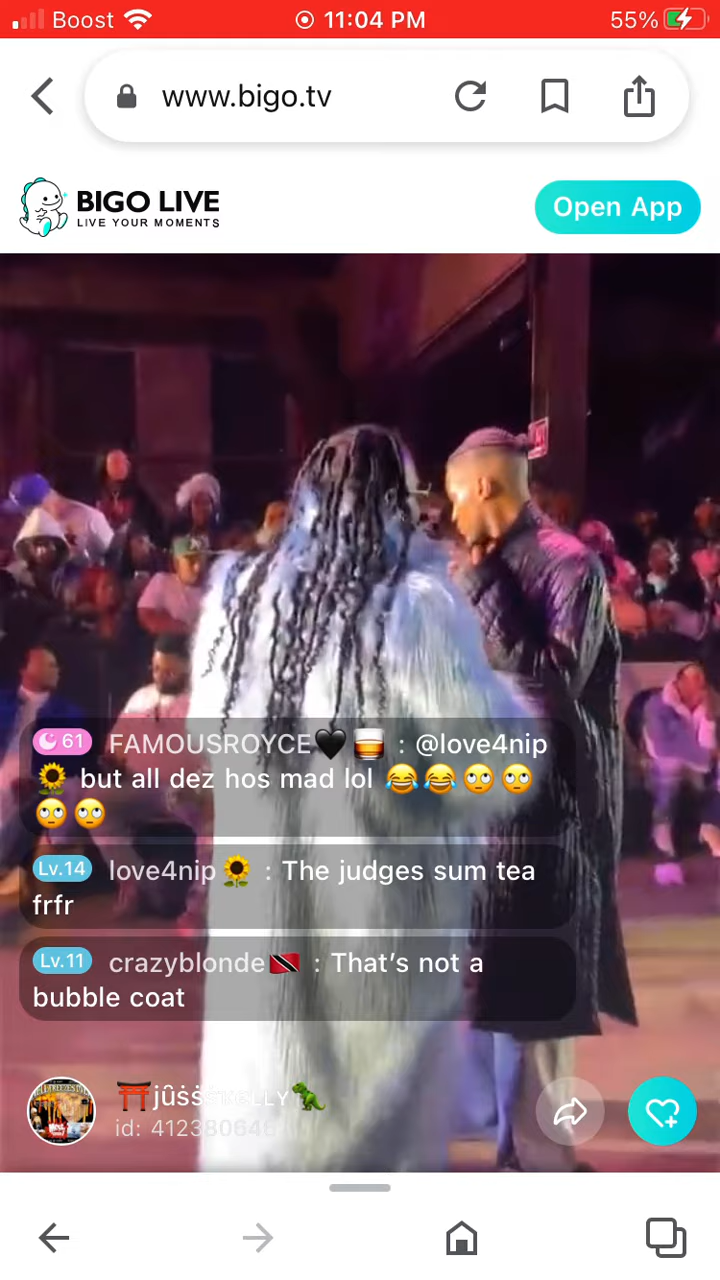 Boost 11:04 PM 55%
www.bigo.tv
BIGO LIVE
LIVE YOUR MOMENTS
Open App
61 FAMOUSROYCE🖤🥃 : @love4nip
🌻 but all dez hos mad lol 😂😂🙄🙄
🙄🙄
Lv.14 love4nip🌻 : The judges sum tea
frfr
Lv.11 crazyblonde🇹🇹 : That's not a
bubble coat
id: 412380646